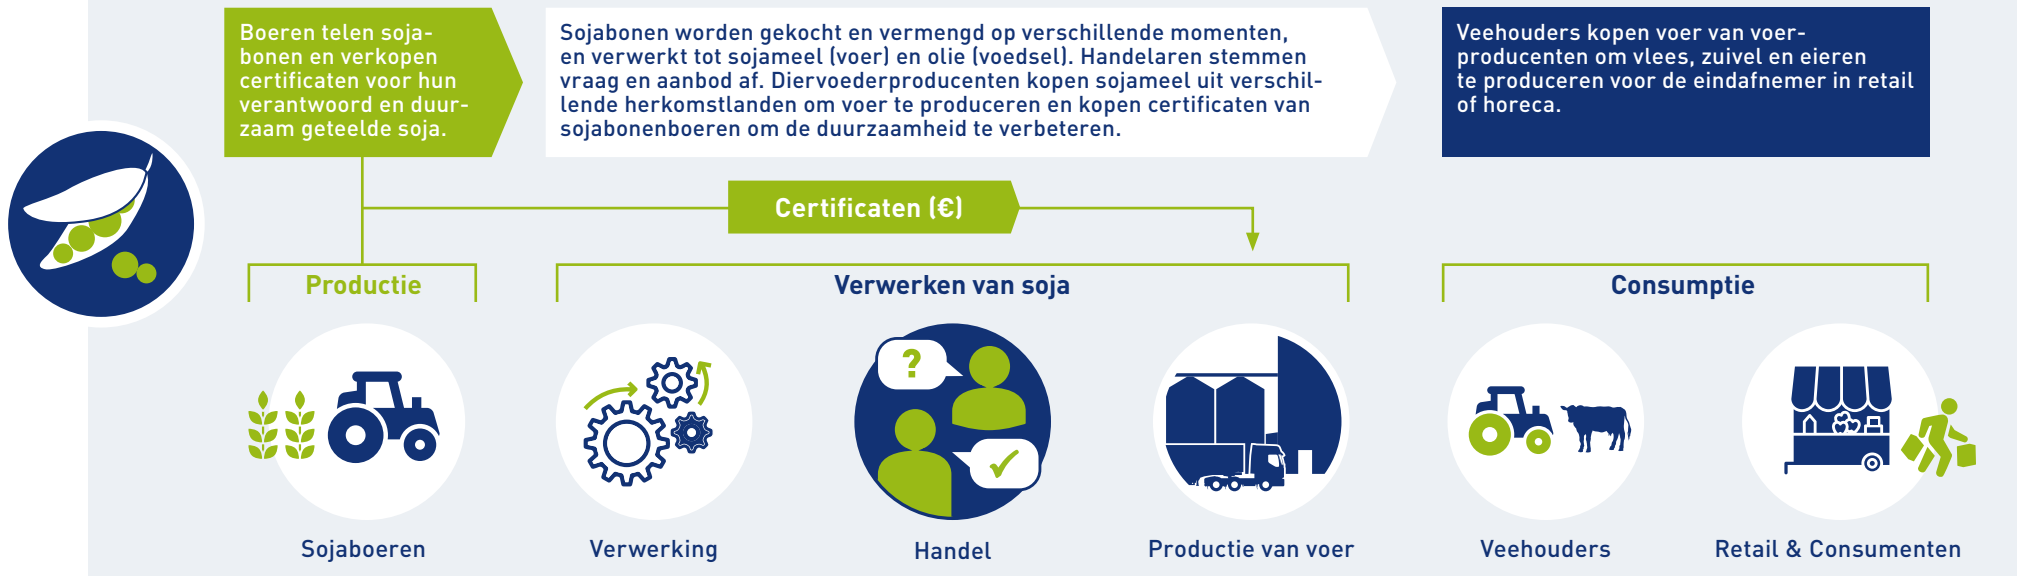 Boeren telen soja-
bonen en verkopen
certificaten voor hun
verantwoord en duur-
zaam geteelde soja.
Sojabonen worden gekocht en vermengd op verschillende momenten,
en verwerkt tot sojameel (voer) en olie (voedsel). Handelaren stemmen
vraag en aanbod af. Diervoederproducenten kopen sojameel uit verschil-
lende herkomstlanden om voer te produceren en kopen certificaten van
sojabonenboeren om de duurzaamheid te verbeteren.
Veehouders kopen voer van voer-
producenten om vlees, zuivel en eieren
te produceren voor de eindafnemer in retail
of horeca.
Certificaten (€)
Productie
Verwerken van soja
Consumptie
?
Sojaboeren
Verwerking
Handel
Productie van voer
Veehouders
Retail & Consumenten